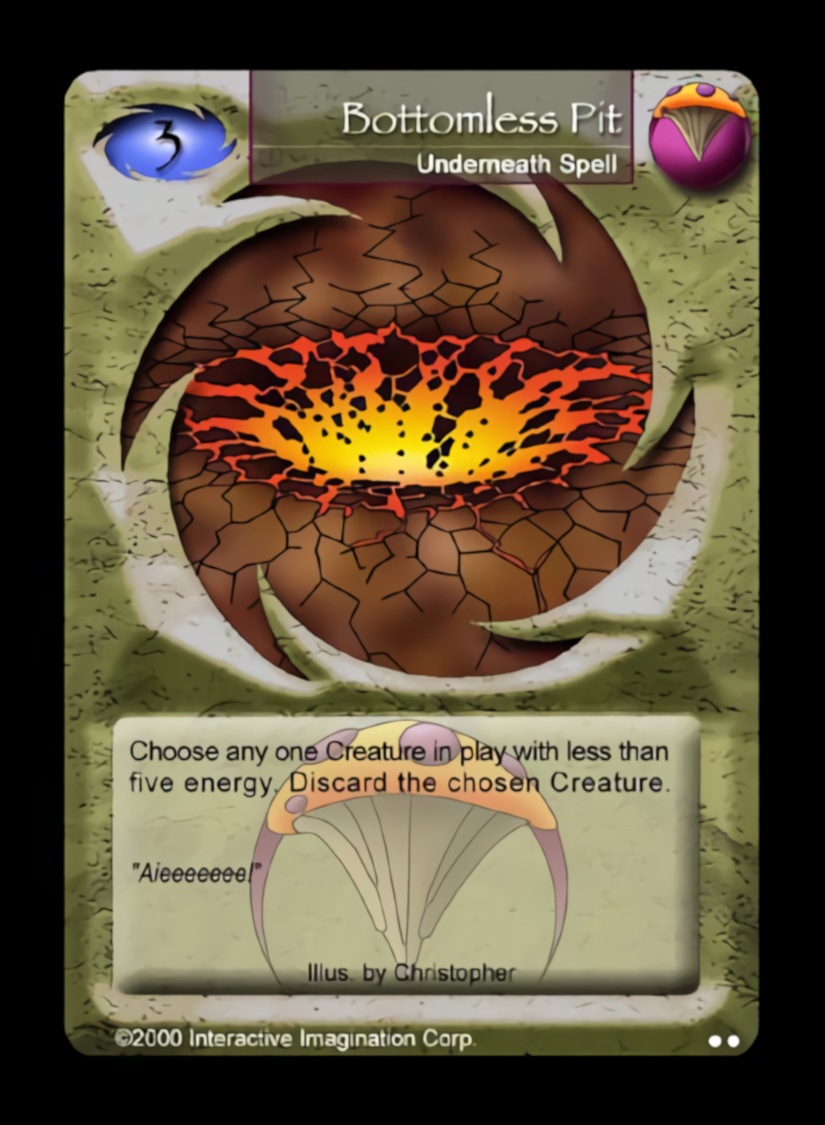 3
Bottomless Pit
Underneath Spell
Choose any one Creature in play with less than
five energy. Discard the chosen Creature.
"Aieeeeeee!"
Illus. by Christopher
©2000 Interactive Imagination Corp.